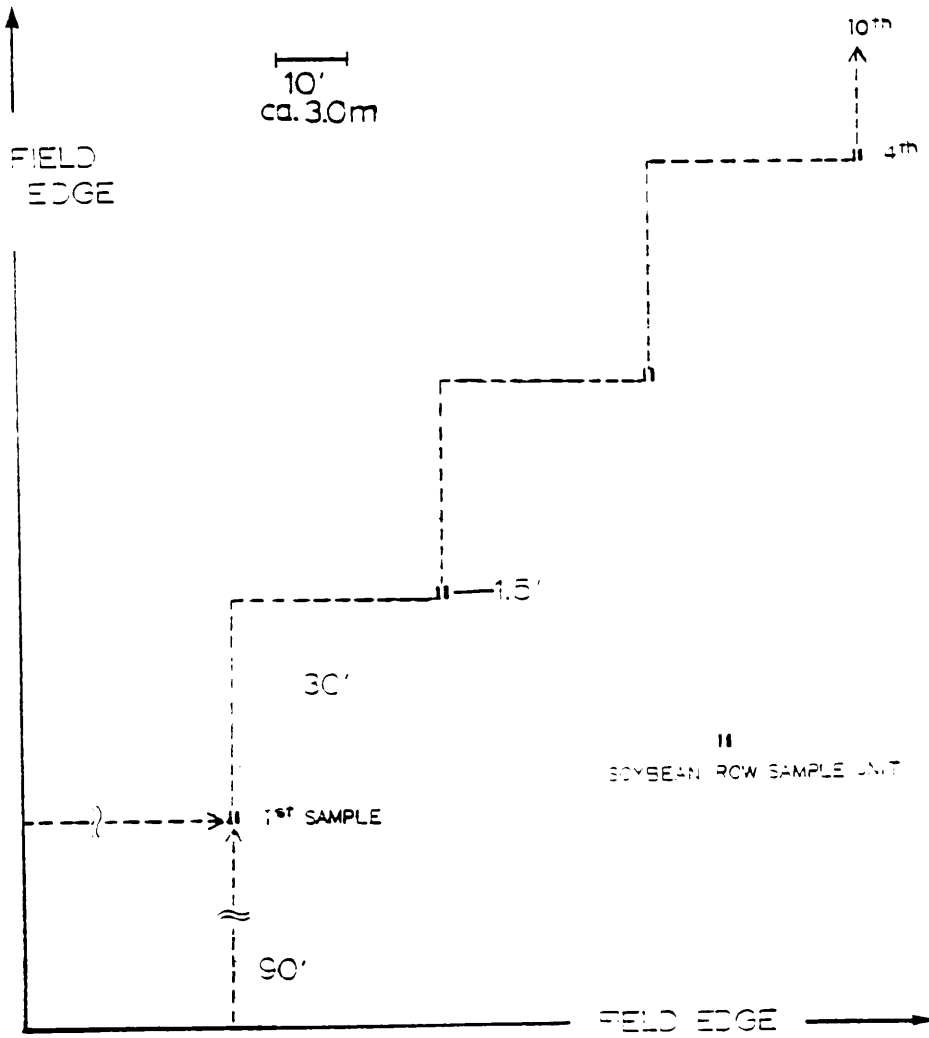 10th
10'
ca. 3.0m
FIELD
EDGE
4th
1.5'
30'
SOYBEAN ROW SAMPLE UNIT
1ST SAMPLE
90'
FIELD EDGE